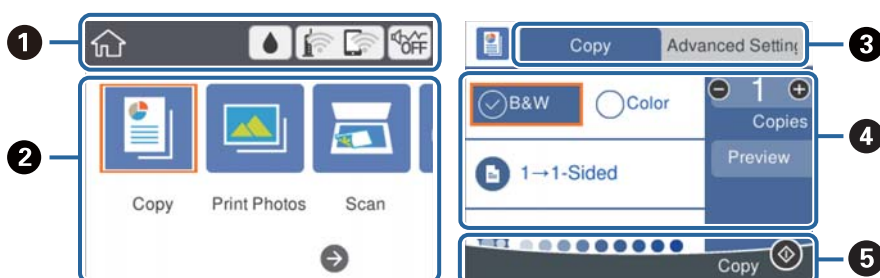 1
OFF
2
Copy Print Photos Scan
Copy Advanced Setting
3
B&W Color
1
Copies
Preview
4
1→1-Sided
Copy
5